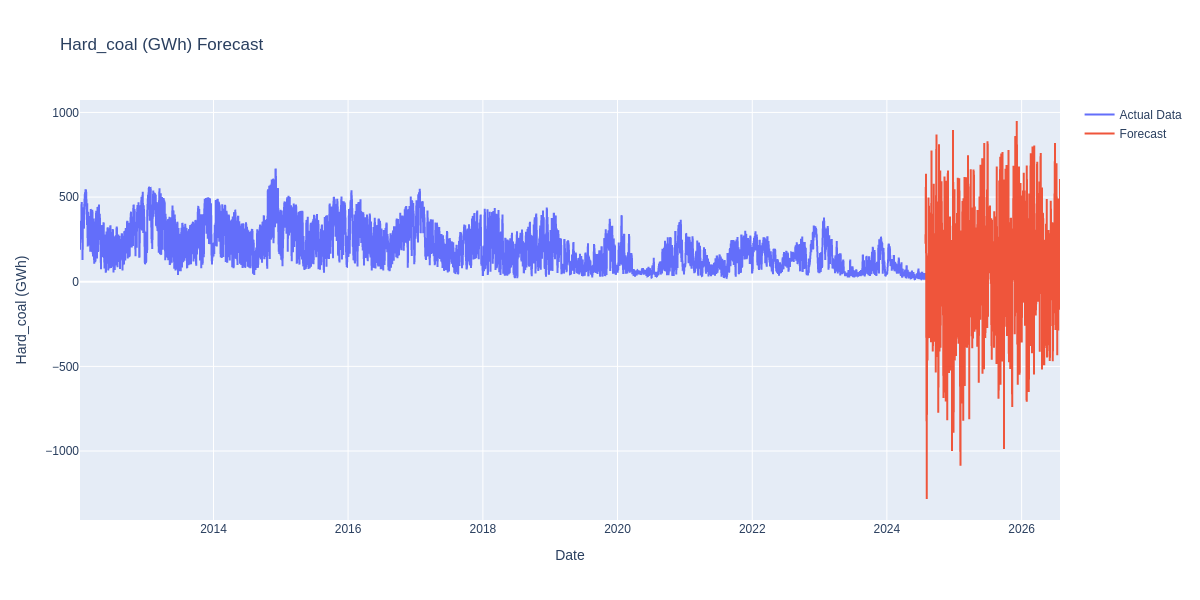 Hard_coal (GWh) Forecast
Actual Data
Forecast
1000
500
0
−500
−1000
Hard_coal (GWh)
2014
2016
2018
2020
2022
2024
2026
Date